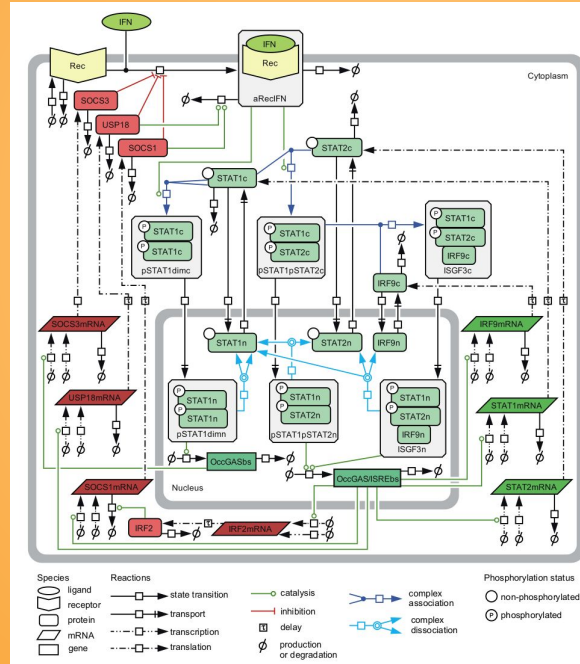 IFN
IFN
Rec
Rec
Cytoplasm
aRecIFN
SOCS3
USP18
SOCS1
STAT2c
STAT1c
P STAT1c
P STAT1c
pSTAT1dimc
P STAT1c
P STAT2c
pSTAT1pSTAT2c
P STAT1c
P STAT2c
IRF9c
ISGF3c
IRF9c
SOCS3mRNA
IRF9mRNA
STAT1n
STAT2n
IRF9n
USP18mRNA
STAT1mRNA
P STAT1n
P STAT1n
pSTAT1dimn
P STAT1n
P STAT2n
pSTAT1pSTAT2n
P STAT1n
P STAT2n
IRF9n
ISGF3n
OccGASbs
OccGAS/ISREbs
Nucleus
SOCS1mRNA
STAT2mRNA
IRF2
IRF2mRNA
Species
ligand
receptor
protein
mRNA
gene
Reactions
state transition
transport
transcription
translation
catalysis
inhibition
τ delay
ø production
or degradation
complex
association
complex
dissociation
Phosphorylation status
non-phosphorylated
P phosphorylated